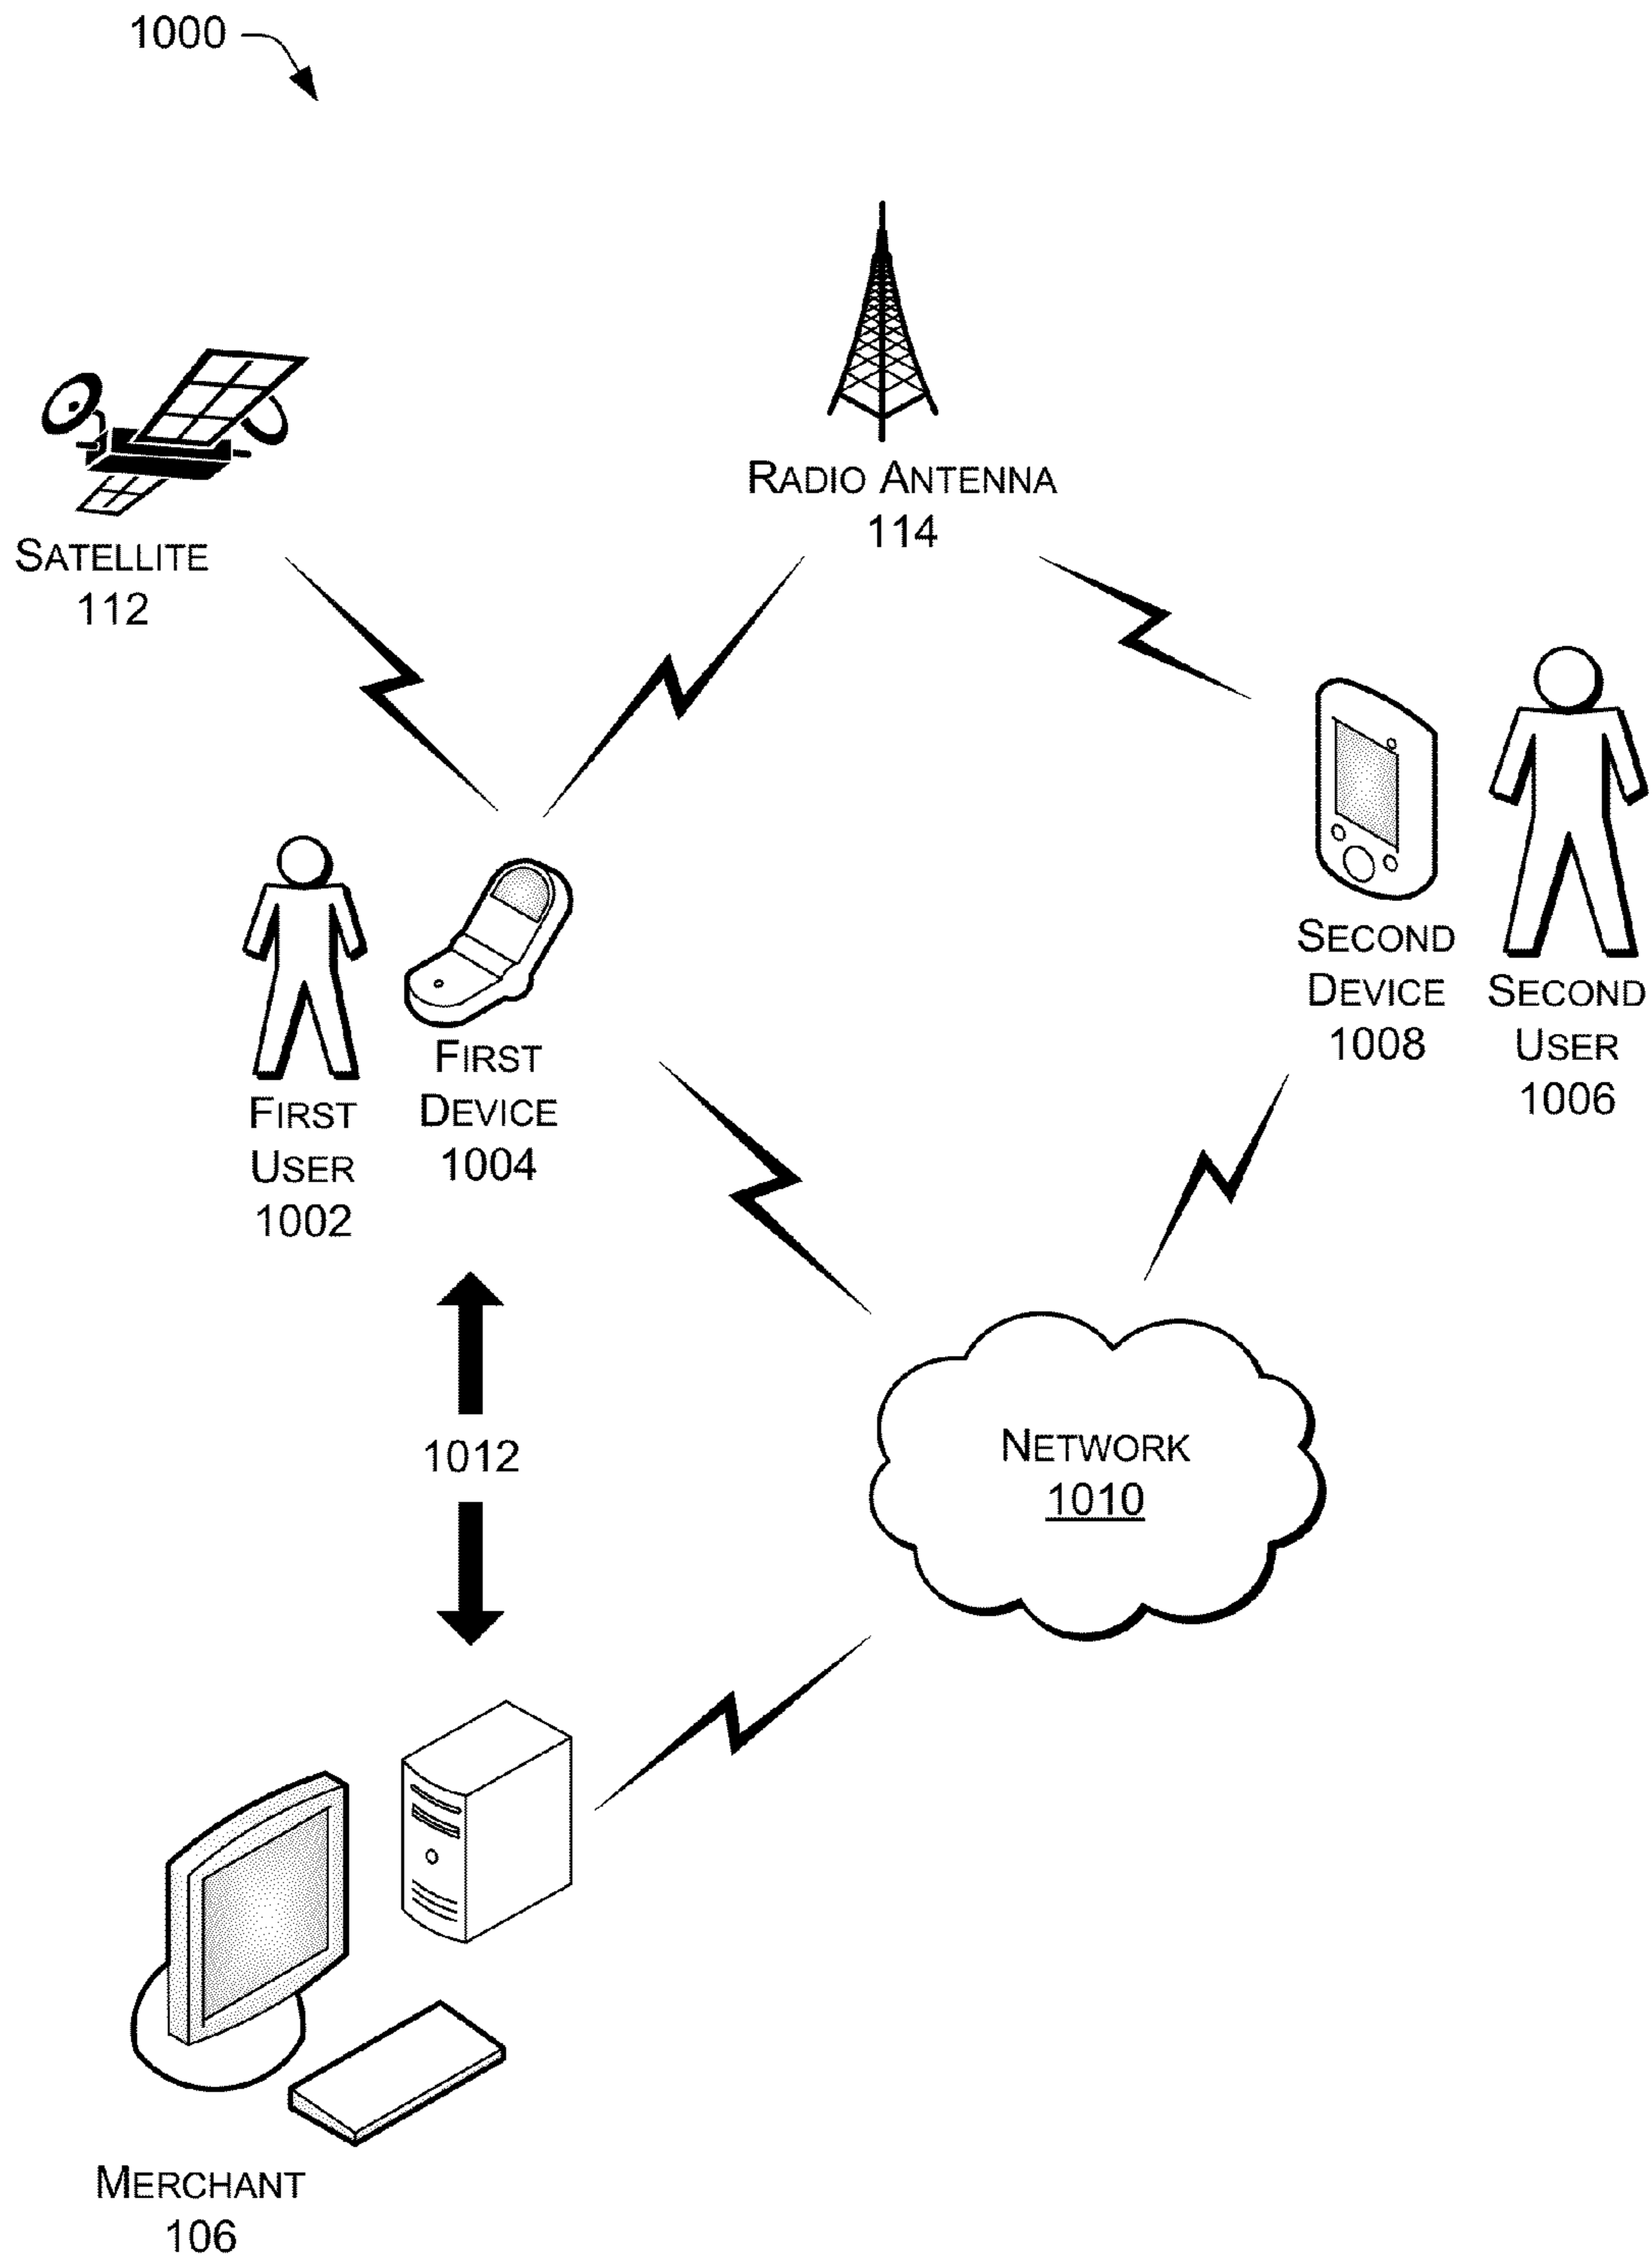 1000
RADIO ANTENNA
114
SATELLITE
112
SECOND
DEVICE
1008
SECOND
USER
1006
FIRST
DEVICE
1004
FIRST
USER
1002
1012
NETWORK
1010
MERCHANT
106